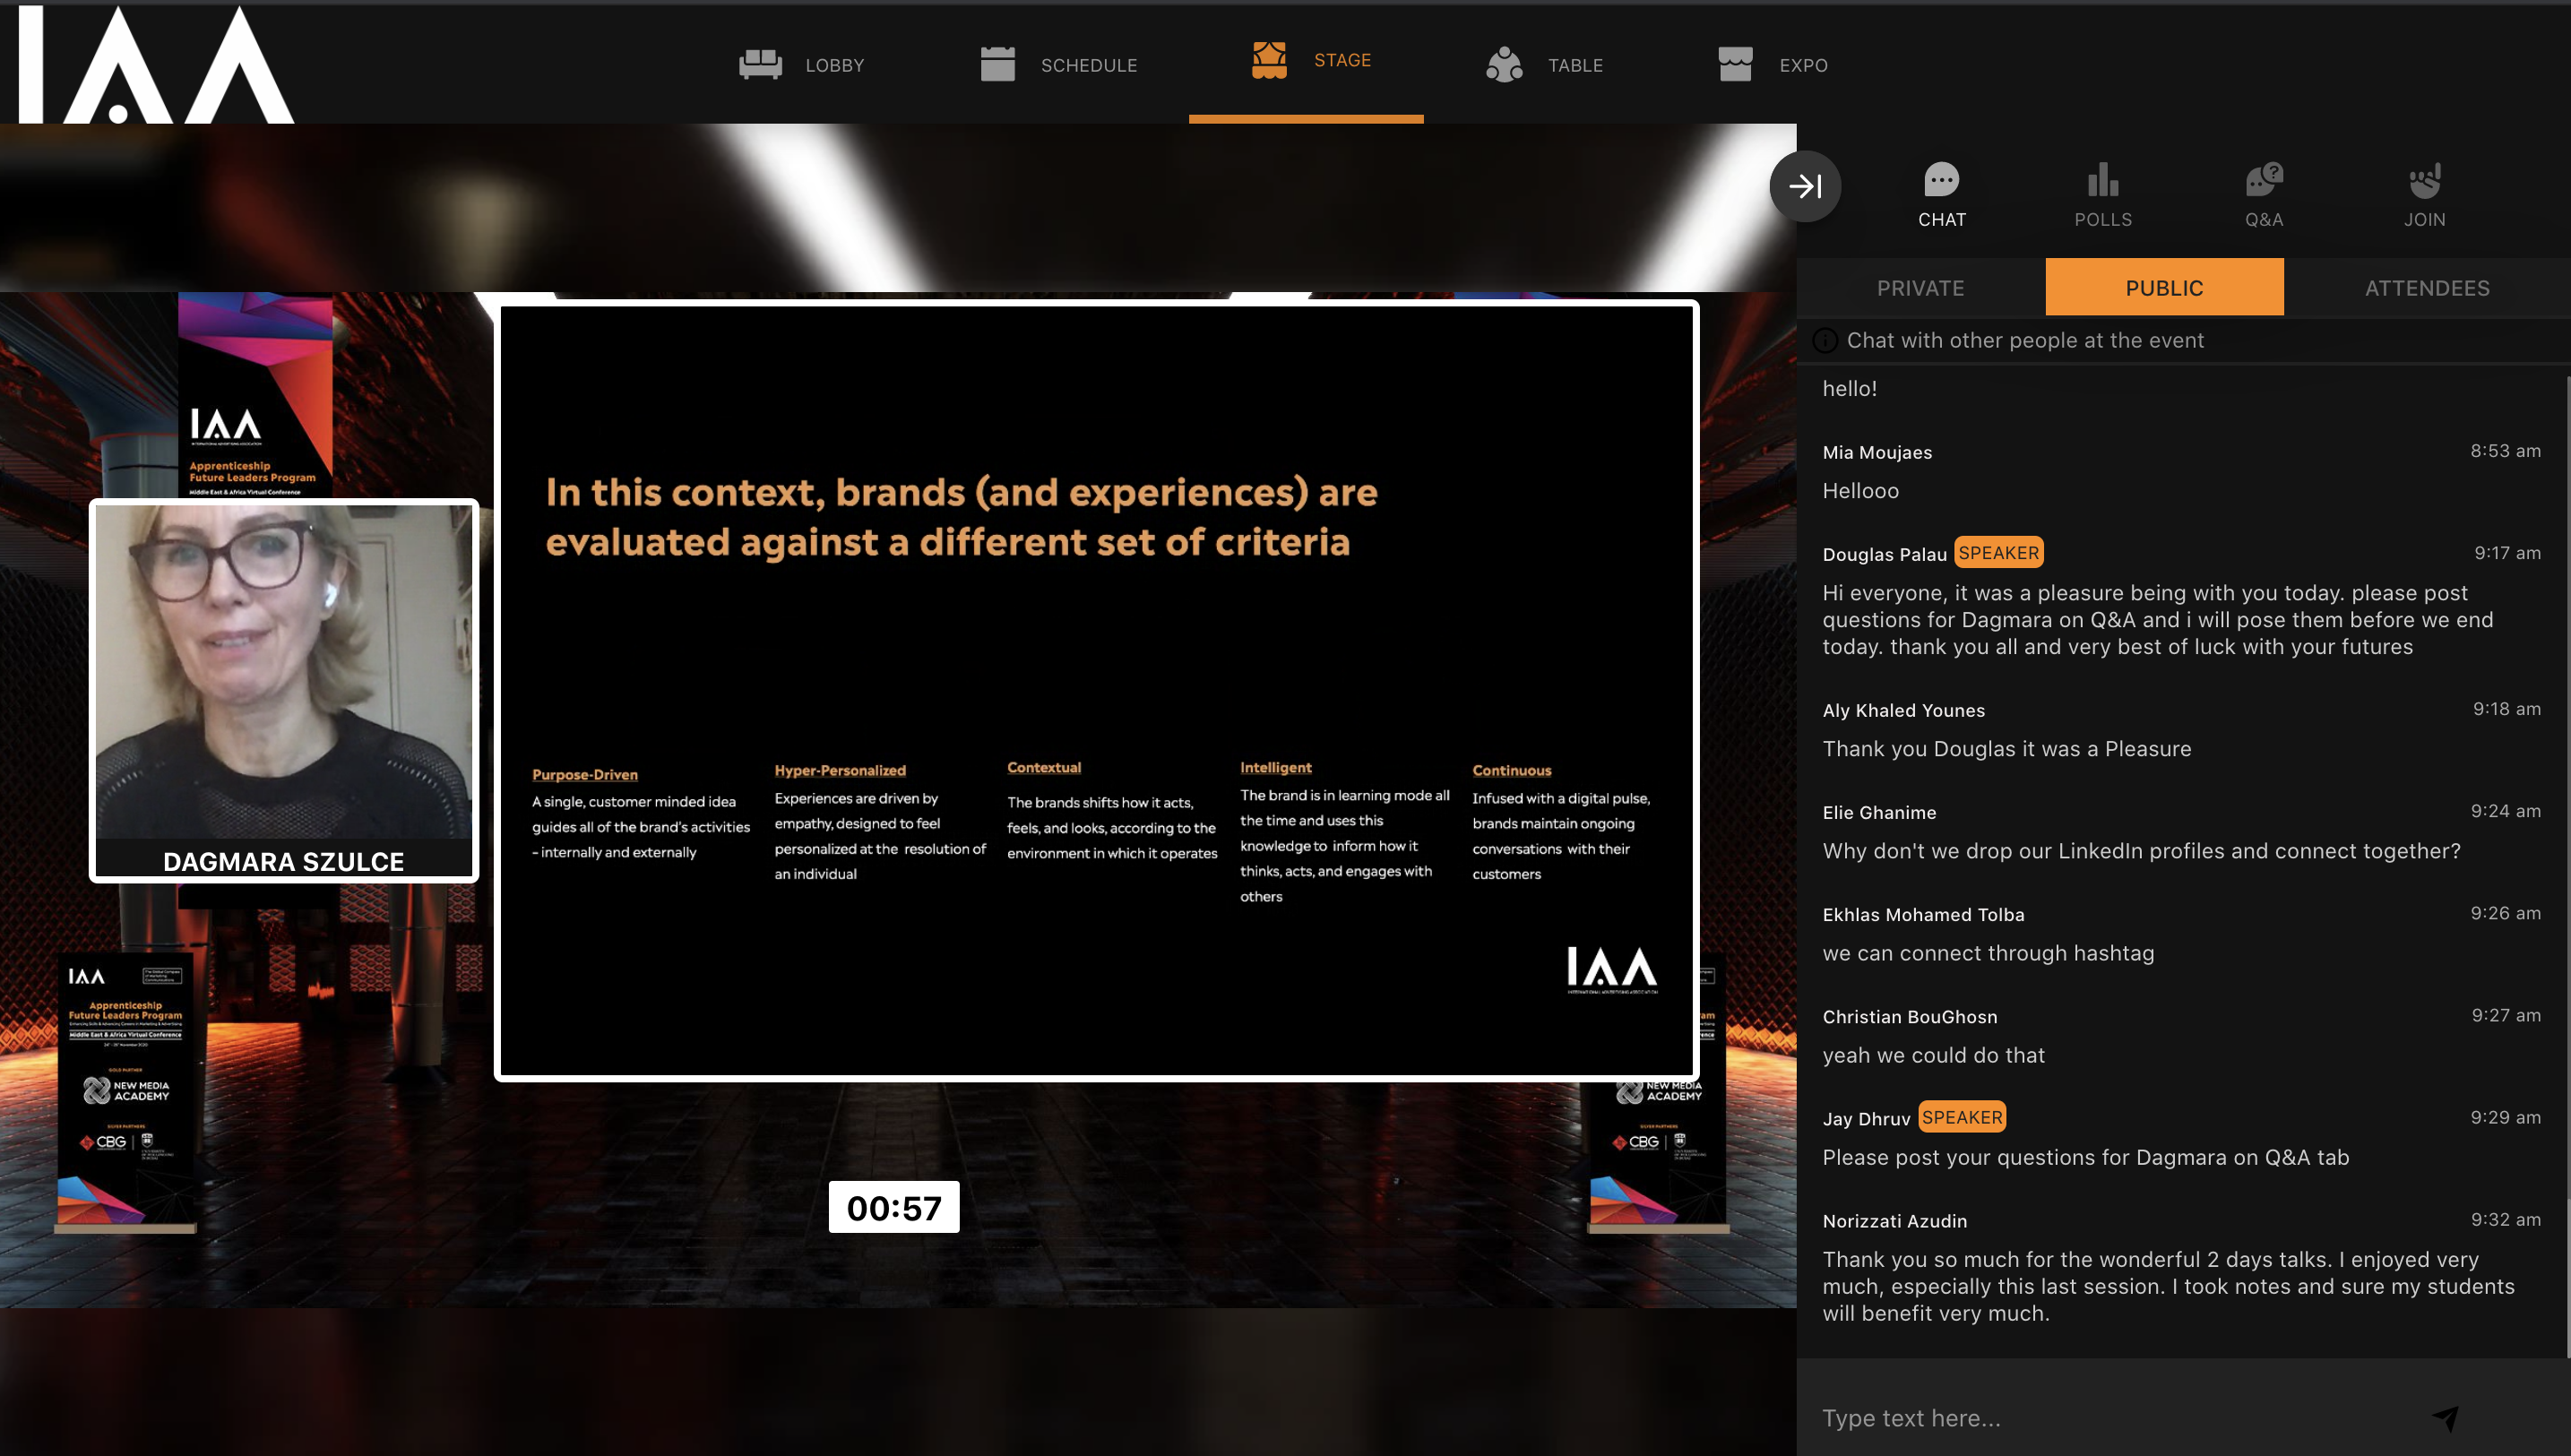 IAA
LOBBY
SCHEDULE
STAGE
TABLE
EXPO
IAA
INTERNATIONAL ADVERTISING ASSOCIATION
Apprenticeship
Future Leaders Program
Middle East & Africa Virtual Conference
DAGMARA SZULCE
In this context, brands (and experiences) are
evaluated against a different set of criteria
Purpose-Driven
A single, customer minded idea
guides all of the brand's activities
- internally and externally
Hyper-Personalized
Experiences are driven by
empathy, designed to feel
personalized at the resolution of
an individual
Contextual
The brands shifts how it acts,
feels, and looks, according to the
environment in which it operates
Intelligent
The brand is in learning mode all
the time and uses this
knowledge to inform how it
thinks, acts, and engages with
others
Continuous
Infused with a digital pulse,
brands maintain ongoing
conversations with their
customers
IAA
INTERNATIONAL ADVERTISING ASSOCIATION
IAA
Apprenticeship
Future Leaders Program
Middle East & Africa Virtual Conference
GOLD PARTNER
NEW MEDIA
ACADEMY
SILVER PARTNERS
CBG
am
NEW MEDIA
ACADEMY
SILVER PARTNERS
CBG
00:57
CHAT
POLLS
Q&A
JOIN
PRIVATE
PUBLIC
ATTENDEES
Chat with other people at the event
hello!
Mia Moujaes 8:53 am
Hellooo
Douglas Palau SPEAKER 9:17 am
Hi everyone, it was a pleasure being with you today. please post
questions for Dagmara on Q&A and i will pose them before we end
today. thank you all and very best of luck with your futures
Aly Khaled Younes 9:18 am
Thank you Douglas it was a Pleasure
Elie Ghanime 9:24 am
Why don't we drop our LinkedIn profiles and connect together?
Ekhlas Mohamed Tolba 9:26 am
we can connect through hashtag
Christian BouGhosn 9:27 am
yeah we could do that
Jay Dhruv SPEAKER 9:29 am
Please post your questions for Dagmara on Q&A tab
Norizzati Azudin 9:32 am
Thank you so much for the wonderful 2 days talks. I enjoyed very
much, especially this last session. I took notes and sure my students
will benefit very much.
Type text here...